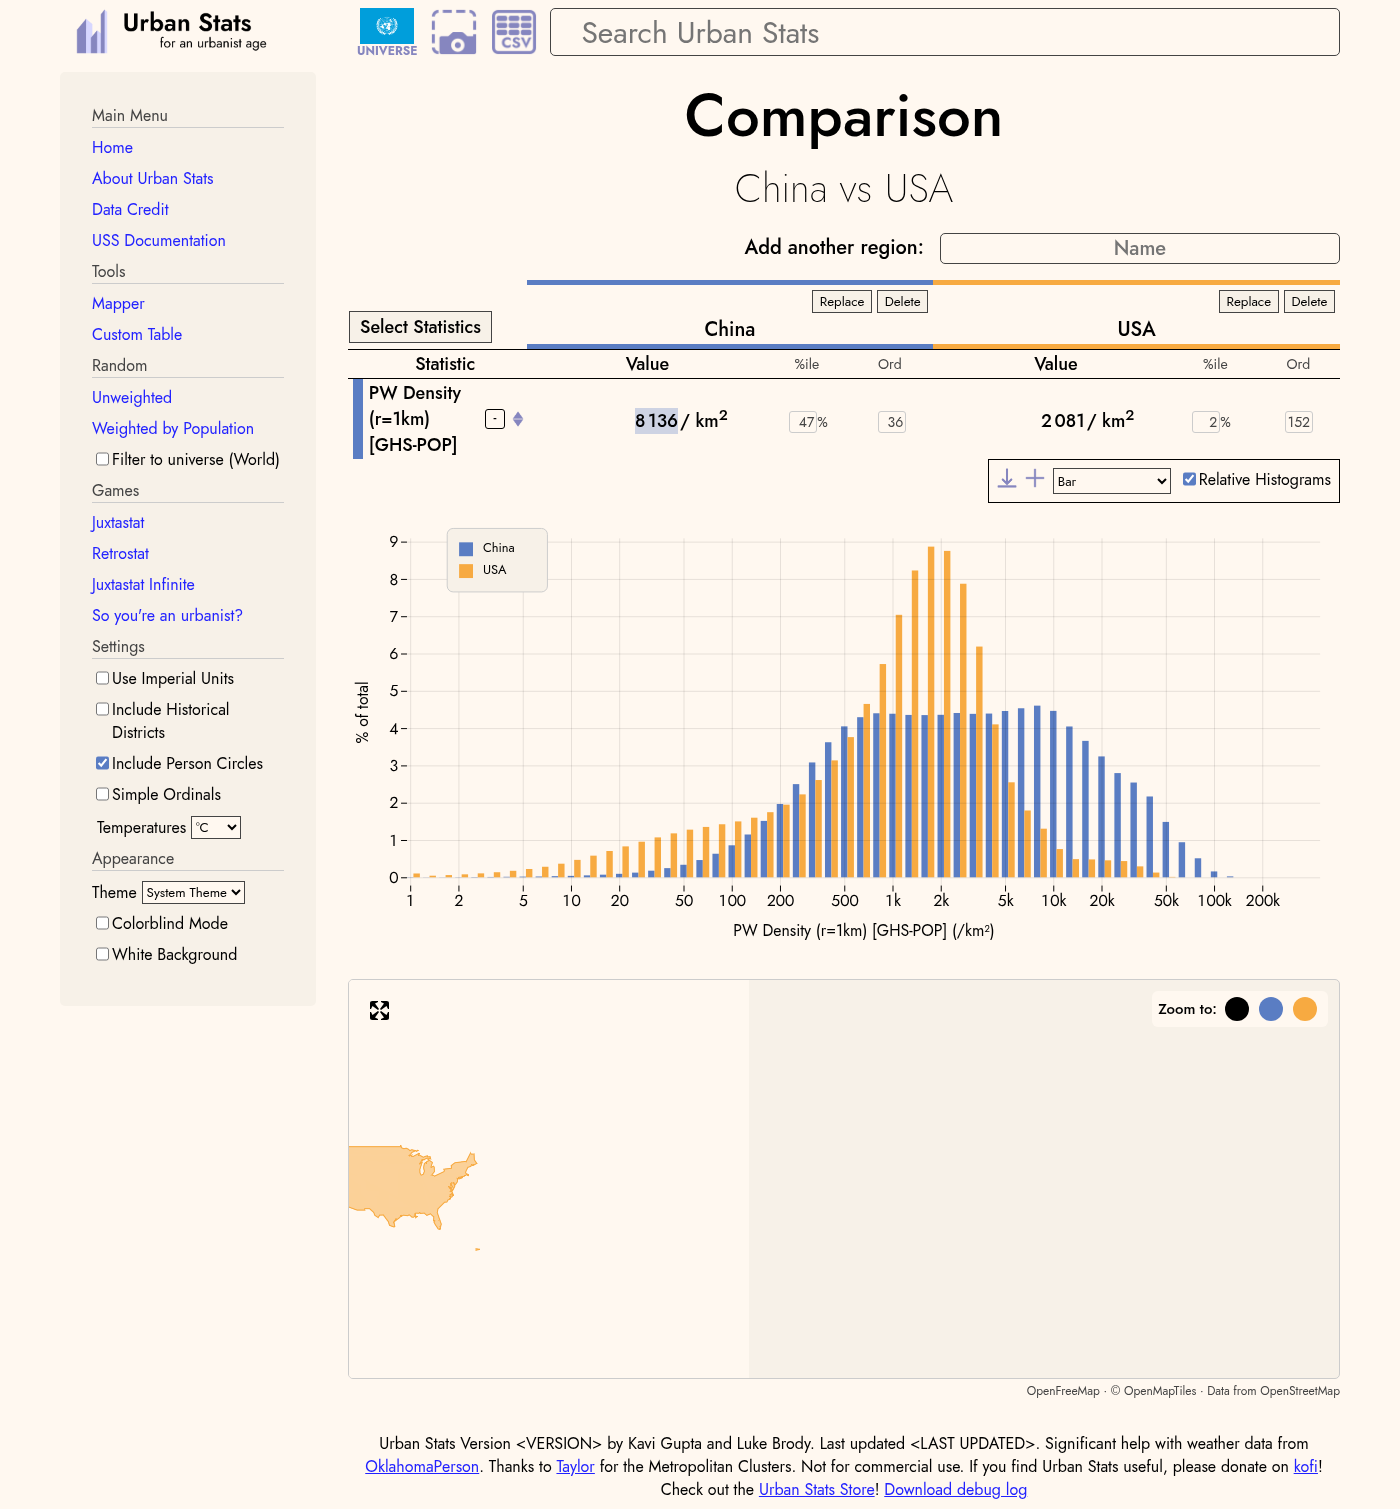 Urban Stats
for an urbanist age
UNIVERSE
CSV
Search Urban Stats
Main Menu
Home
About Urban Stats
Data Credit
USS Documentation
Tools
Mapper
Custom Table
Random
Unweighted
Weighted by Population
Filter to universe (World)
Games
Juxtastat
Retrostat
Juxtastat Infinite
So you're an urbanist?
Settings
Use Imperial Units
Include Historical
Districts
Include Person Circles
Simple Ordinals
Temperatures °C
Appearance
Theme System Theme
Colorblind Mode
White Background
Comparison
China vs USA
Add another region: Name
Replace Delete Replace Delete
Select Statistics China USA
Statistic Value %ile Ord Value %ile Ord
PW Density
(r=1km)
[GHS-POP]
- 8 136 / km² 47 % 36 2 081 / km² 2 % 152
Bar Relative Histograms
China
USA
9
8
7
6
5
4
3
2
1
0
% of total
1 2 5 10 20 50 100 200 500 1k 2k 5k 10k 20k 50k 100k 200k
PW Density (r=1km) [GHS-POP] (/km²)
Zoom to:
OpenFreeMap · © OpenMapTiles · Data from OpenStreetMap
Urban Stats Version <VERSION> by Kavi Gupta and Luke Brody. Last updated <LAST UPDATED>. Significant help with weather data from
OklahomaPerson. Thanks to Taylor for the Metropolitan Clusters. Not for commercial use. If you find Urban Stats useful, please donate on kofi!
Check out the Urban Stats Store! Download debug log